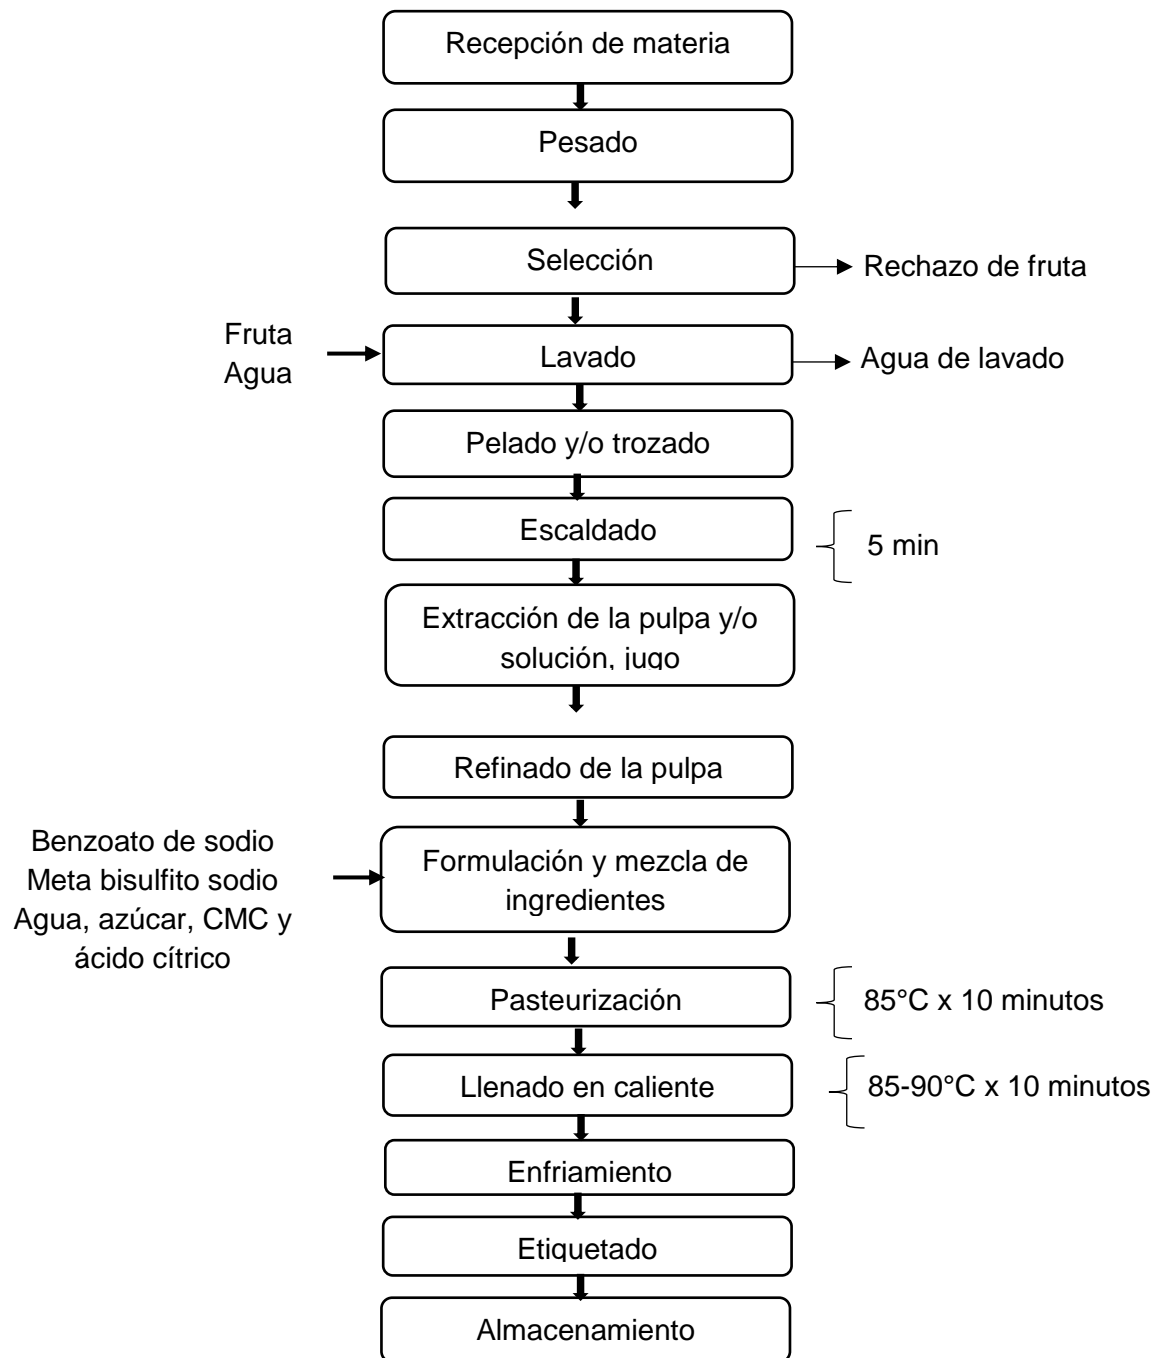 Recepción de materia
Pesado
Selección
Rechazo de fruta
Fruta
Agua
Lavado
Agua de lavado
Pelado y/o trozado
Escaldado
5 min
Extracción de la pulpa y/o
solución, jugo
Refinado de la pulpa
Benzoato de sodio
Meta bisulfito sodio
Agua, azúcar, CMC y
ácido cítrico
Formulación y mezcla de
ingredientes
Pasteurización
85°C x 10 minutos
Llenado en caliente
85-90°C x 10 minutos
Enfriamiento
Etiquetado
Almacenamiento